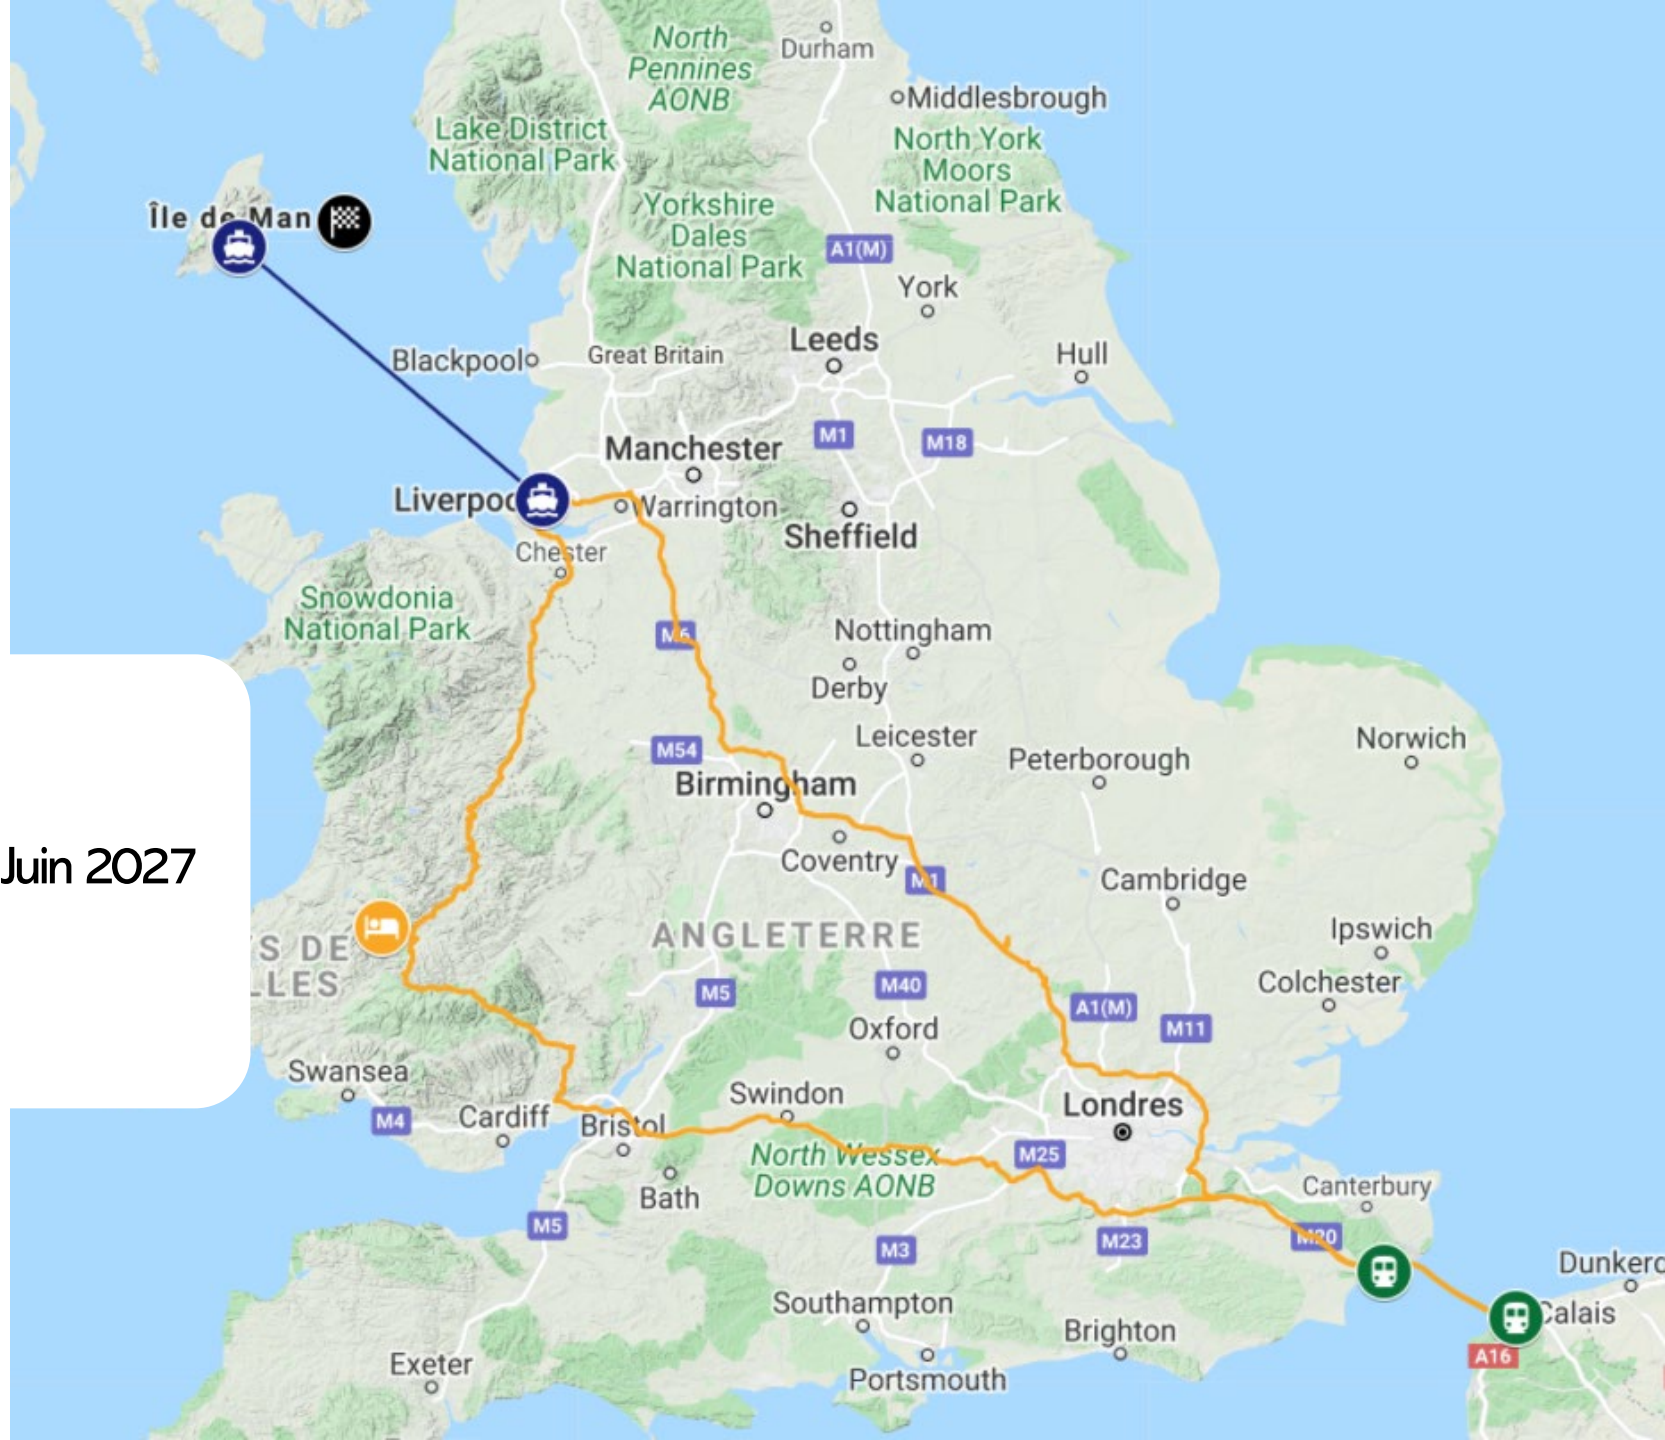 North
Pennines
AONB
Durham
Middlesbrough
Lake District
National Park
North York
Moors
National Park
Île de Man
Yorkshire
Dales
National Park
A1(M)
York
Leeds
Blackpool
Great Britain
Hull
M1
M18
Manchester
Liverpoo
Warrington
Sheffield
Chester
Snowdonia
National Park
M6
Nottingham
Derby
Leicester
M54
Birmingham
Peterborough
Norwich
Juin 2027
Coventry
M1
Cambridge
S DE
LLES
ANGLETERRE
Ipswich
M5
M40
Colchester
A1(M)
Oxford
M11
Swansea
Swindon
Londres
M4
Cardiff
Bristol
North Wessex
Downs AONB
M25
Bath
Canterbury
M5
M3
M23
M20
Dunkerq
Southampton
Calais
Brighton
A16
Exeter
Portsmouth